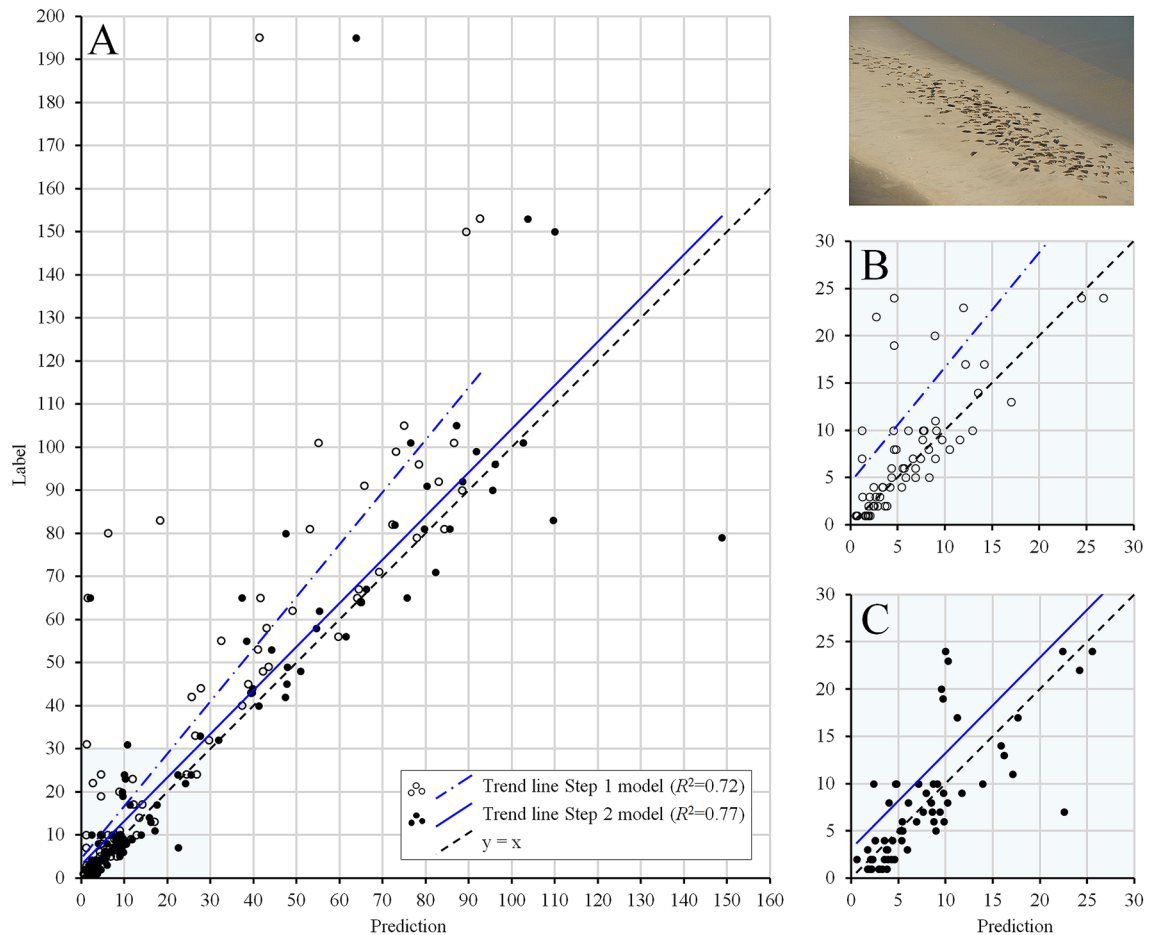 A
200
190
180
170
160
150
140
130
120
110
100
90
80
70
60
50
40
30
20
10
0
Label
0 10 20 30 40 50 60 70 80 90 100 110 120 130 140 150 160
Prediction
Trend line Step 1 model (R²=0.72)
Trend line Step 2 model (R²=0.77)
y = x
B
30
25
20
15
10
5
0
0 5 10 15 20 25 30
C
30
25
20
15
10
5
0
0 5 10 15 20 25 30
Prediction